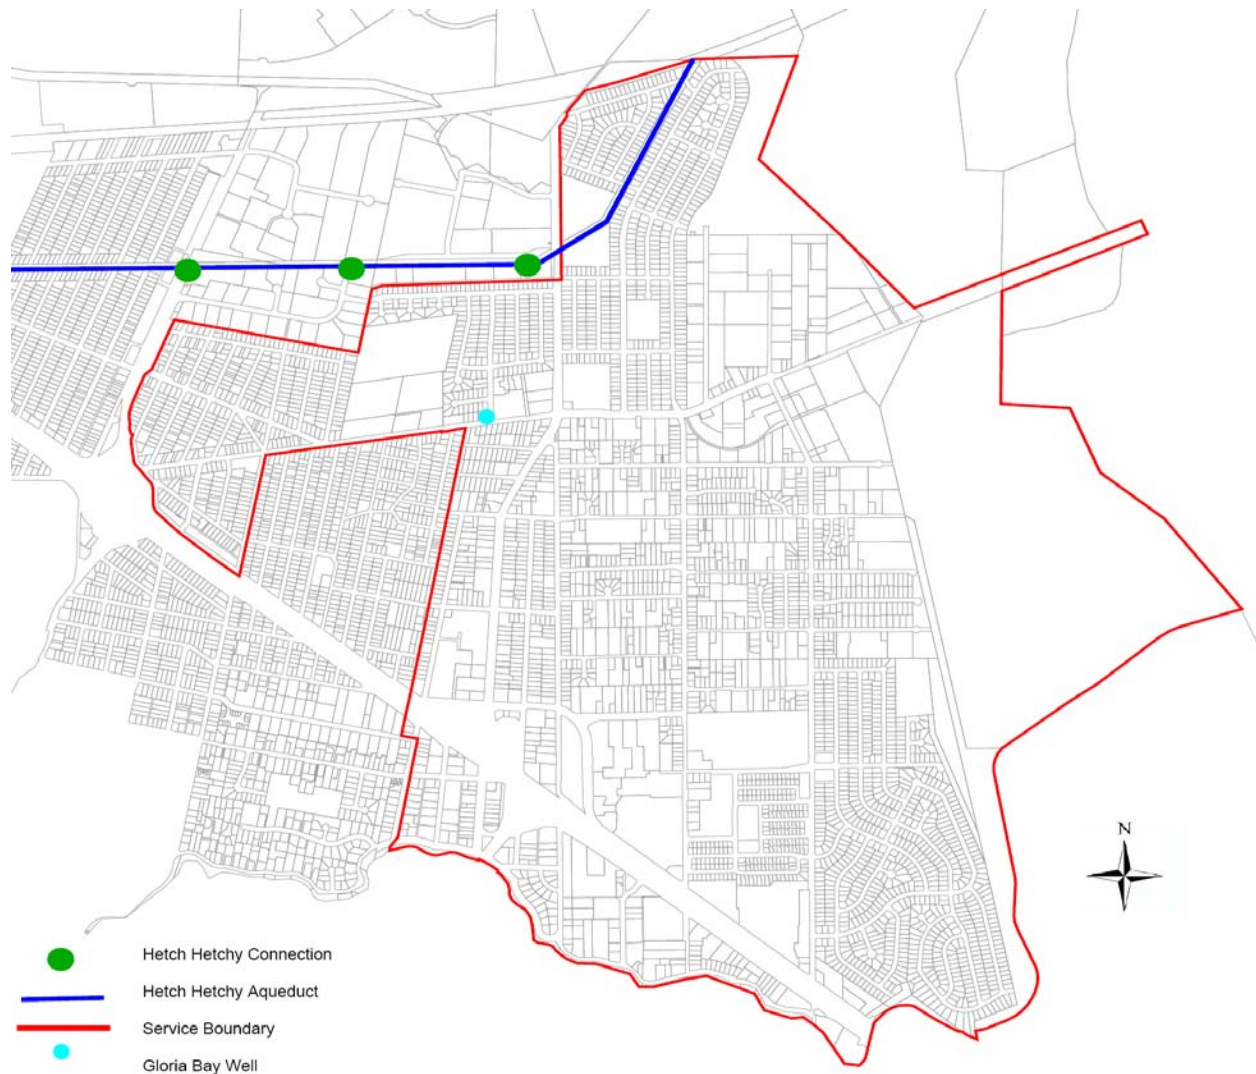 N
Hetch Hetchy Connection
Hetch Hetchy Aqueduct
Service Boundary
Gloria Bay Well